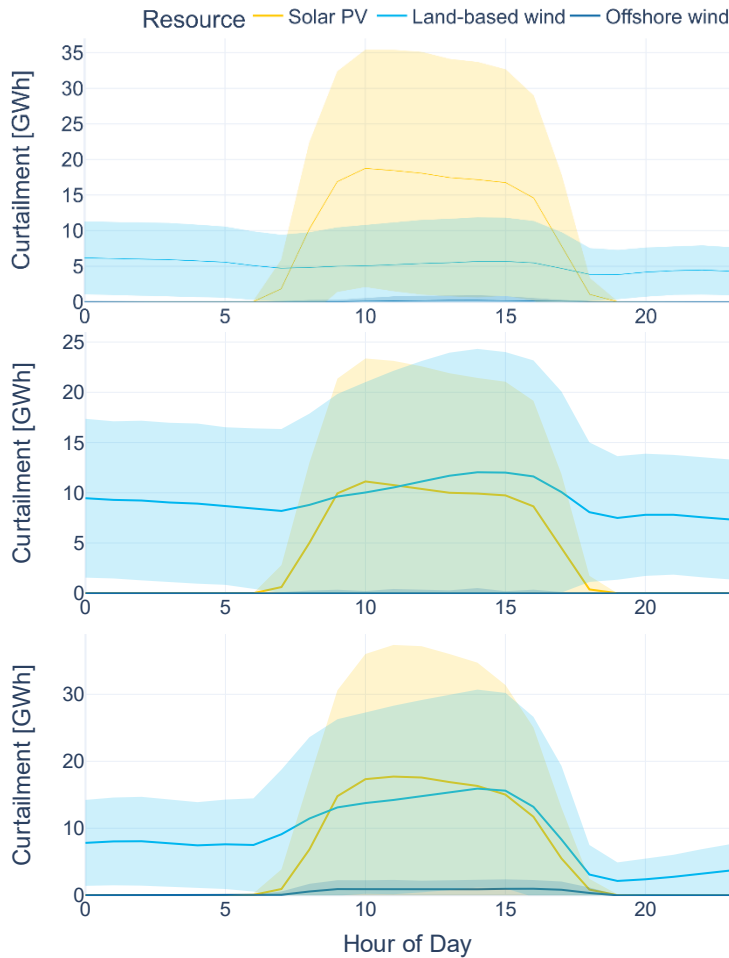 Resource Solar PV Land-based wind Offshore wind
Curtailment [GWh]
35
30
25
20
15
10
5
0
0 5 10 15 20
Curtailment [GWh]
25
20
15
10
5
0
0 5 10 15 20
Curtailment [GWh]
30
20
10
0
0 5 10 15 20
Hour of Day